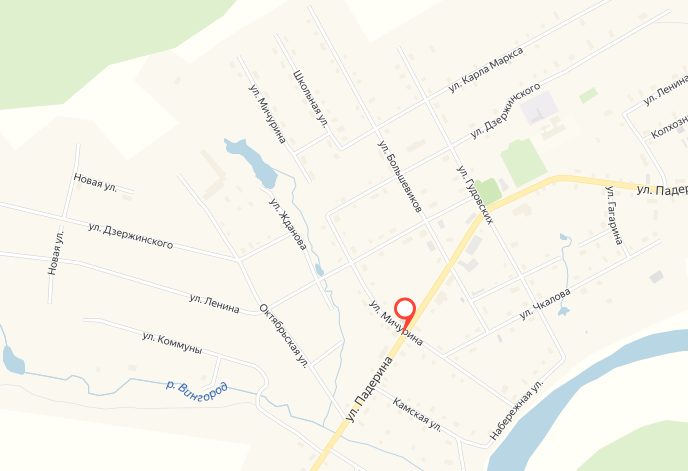 ул. Карла Маркса
Школьная ул.
ул. Мичурина
ул. Дзержинского
ул. Ленина
Колхозн
ул. Большевиков
ул. Гудовских
Новая ул.
ул. Падер
ул. Гагарина
ул. Жданова
ул. Дзержинского
Новая ул.
ул. Ленина
ул. Чкалова
Октябрьская ул.
ул. Мичурина
ул. Коммуны
р. Вингород
ул. Падерина
Камская ул.
Набережная ул.